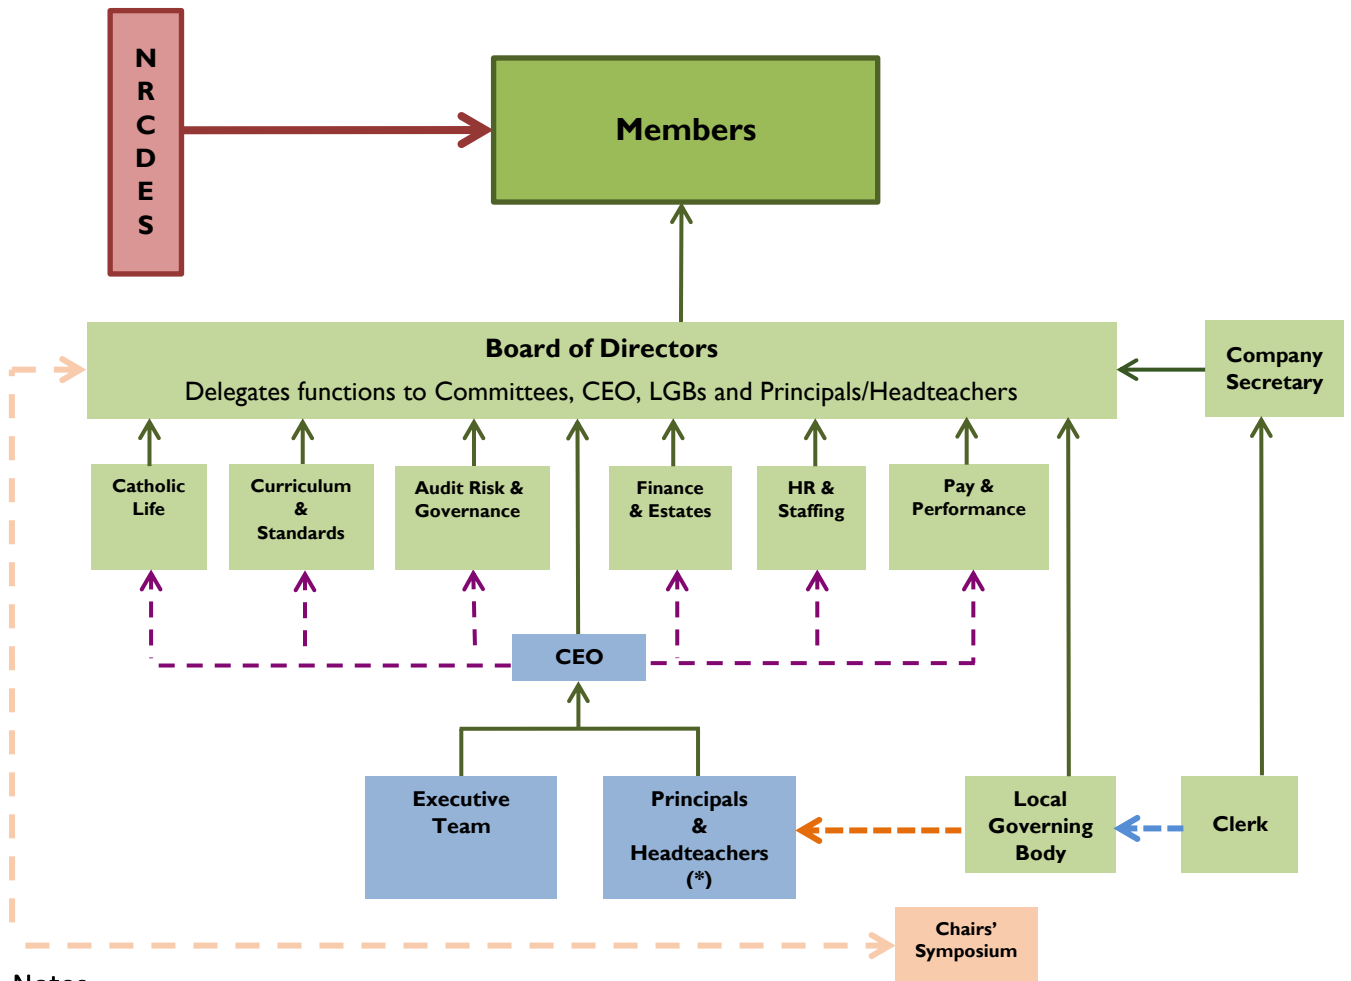 N
R
C
D
E
S
Members
Board of Directors
Delegates functions to Committees, CEO, LGBs and Principals/Headteachers
Company
Secretary
Catholic
Life
Curriculum
&
Standards
Audit Risk &
Governance
Finance
& Estates
HR &
Staffing
Pay &
Performance
CEO
Executive
Team
Principals
&
Headteachers
(*)
Local
Governing
Body
Clerk
Chairs'
Symposium
Notes